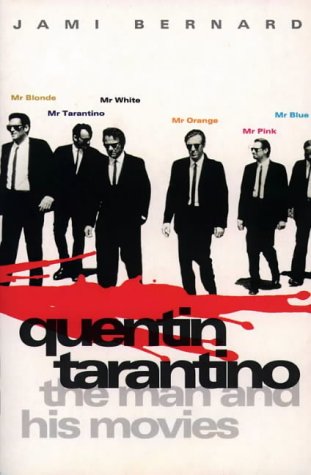 JAMI BERNARD
Mr Blonde
Mr Tarantino
Mr White
Mr Orange
Mr Pink
Mr Blue
quentin
tarantino
the man and
his movies